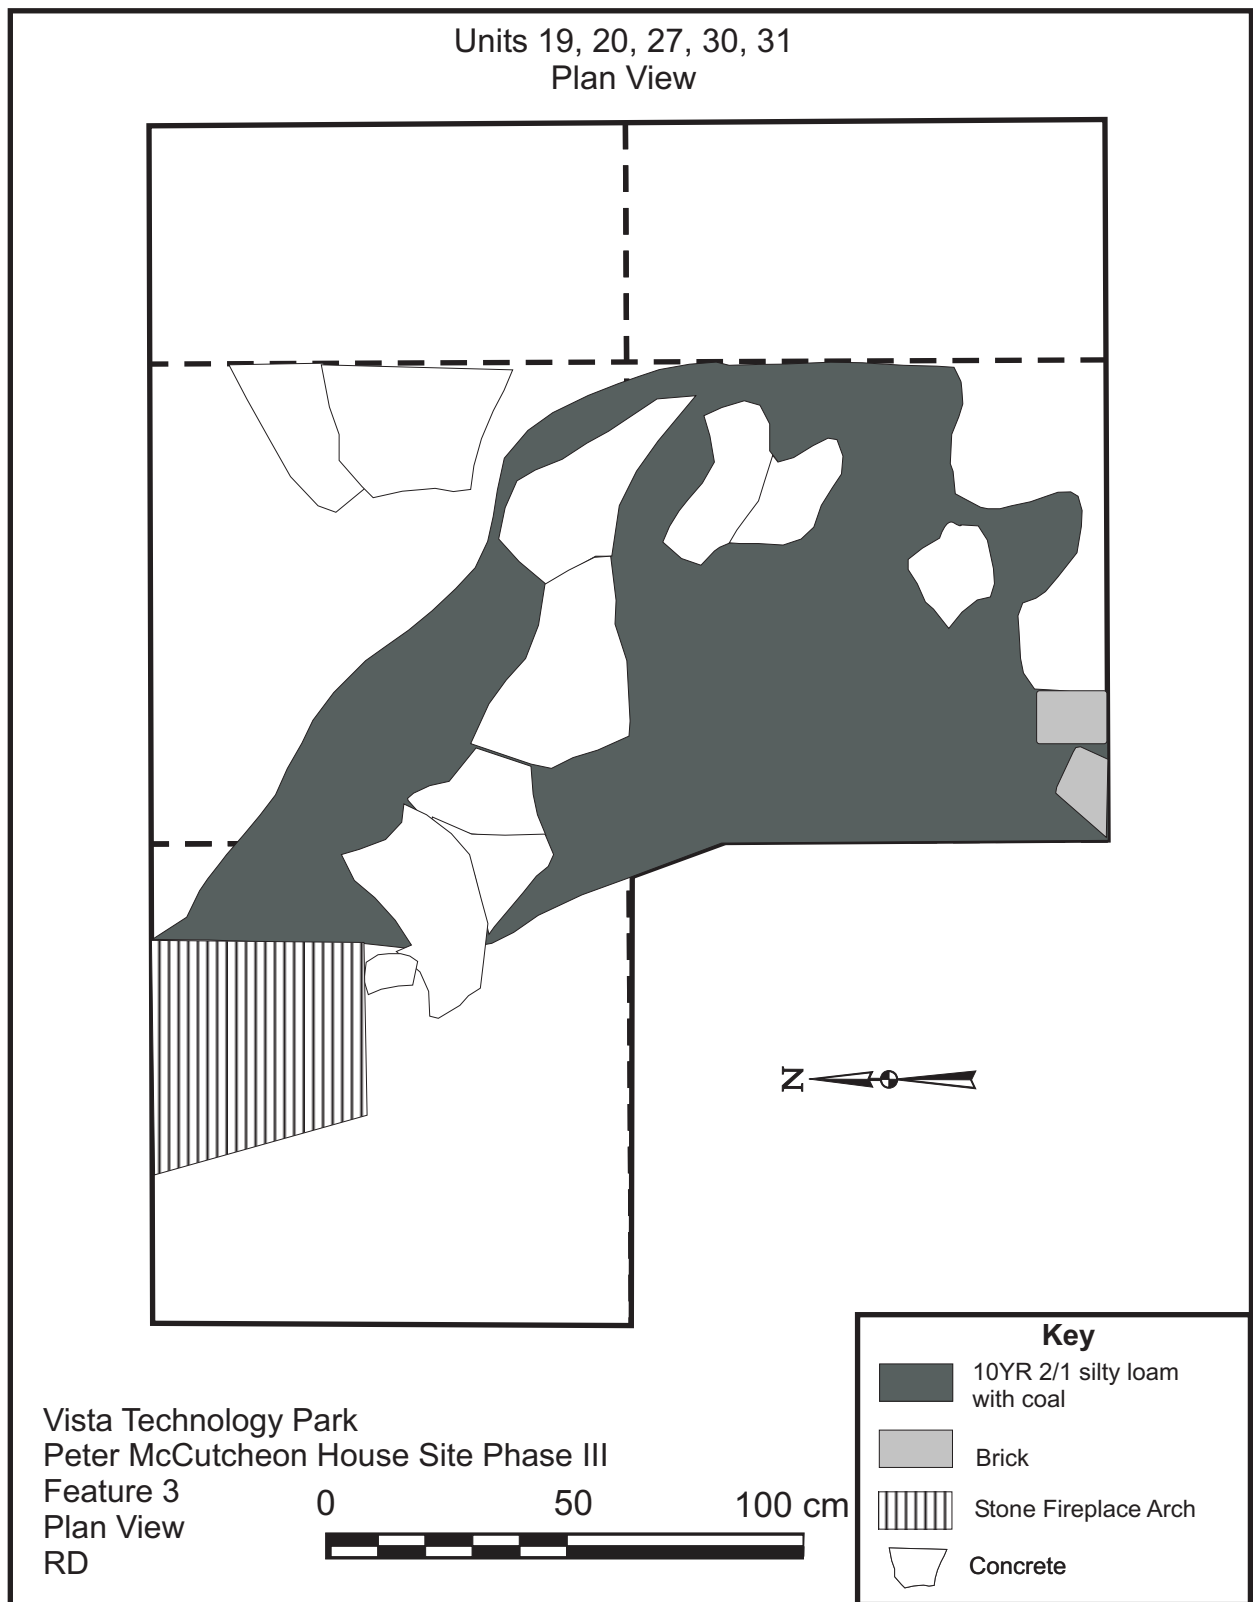 Units 19, 20, 27, 30, 31
Plan View
N
Vista Technology Park
Peter McCutcheon House Site Phase III
Feature 3
Plan View
RD
0 50 100 cm
Key
10YR 2/1 silty loam
with coal
Brick
Stone Fireplace Arch
Concrete